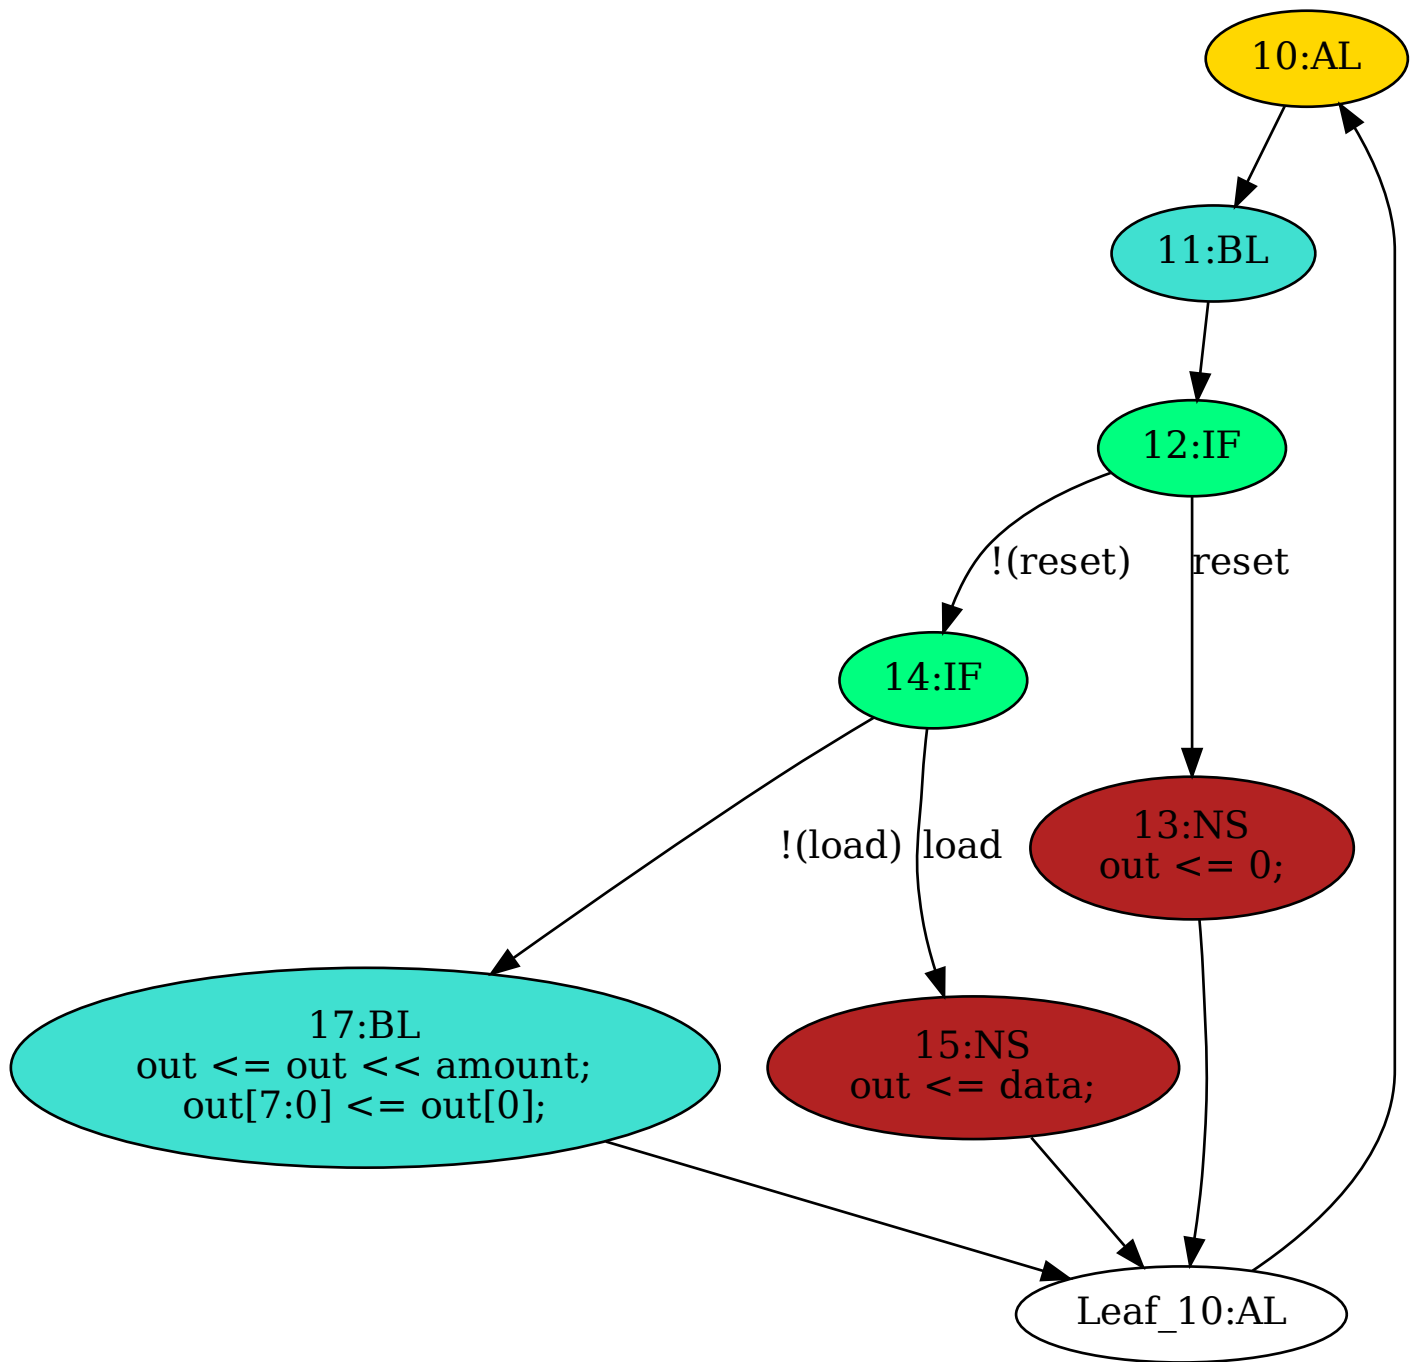 10:AL
11:BL
12:IF
!(reset)
reset
14:IF
!(load)
load
13:NS
out <= 0;
17:BL
out <= out << amount;
out[7:0] <= out[0];
15:NS
out <= data;
Leaf_10:AL